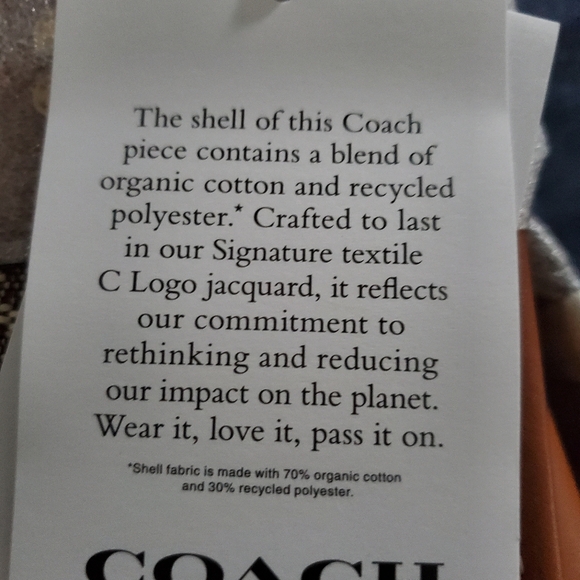 The shell of this Coach
piece contains a blend of
organic cotton and recycled
polyester.* Crafted to last
in our Signature textile
C Logo jacquard, it reflects
our commitment to
rethinking and reducing
our impact on the planet.
Wear it, love it, pass it on.
*Shell fabric is made with 70% organic cotton
and 30% recycled polyester.
COACH